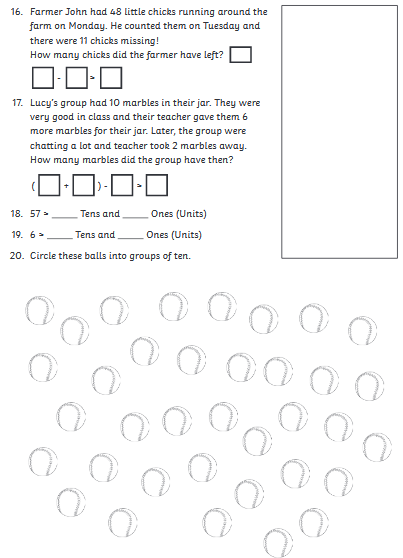 16. Farmer John had 48 little chicks running around the
farm on Monday. He counted them on Tuesday and
there were 11 chicks missing!
How many chicks did the farmer have left?
- =
17. Lucy's group had 10 marbles in their jar. They were
very good in class and their teacher gave them 6
more marbles for their jar. Later, the group were
chatting a lot and teacher took 2 marbles away.
How many marbles did the group have then?
( + ) - =
18. 57 = _____ Tens and _____ Ones (Units)
19. 6 = _____ Tens and _____ Ones (Units)
20. Circle these balls into groups of ten.